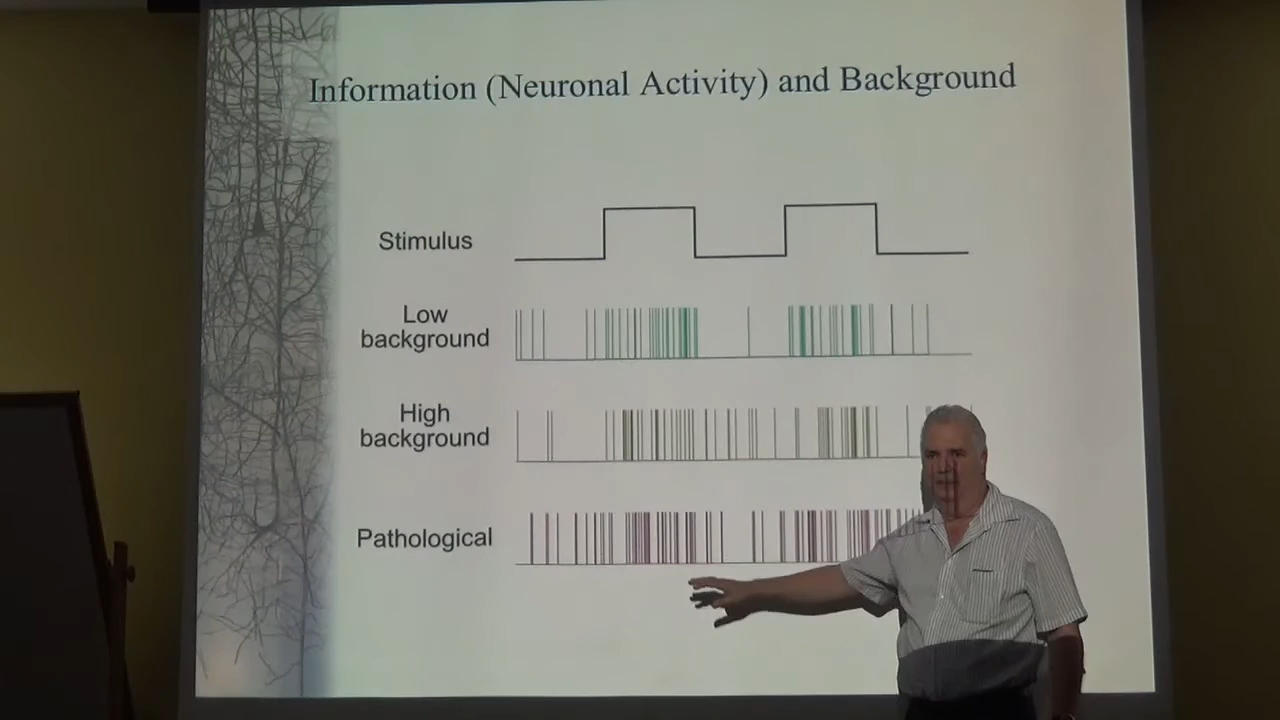 Information (Neuronal Activity) and Background
Stimulus
Low
background
High
background
Pathological